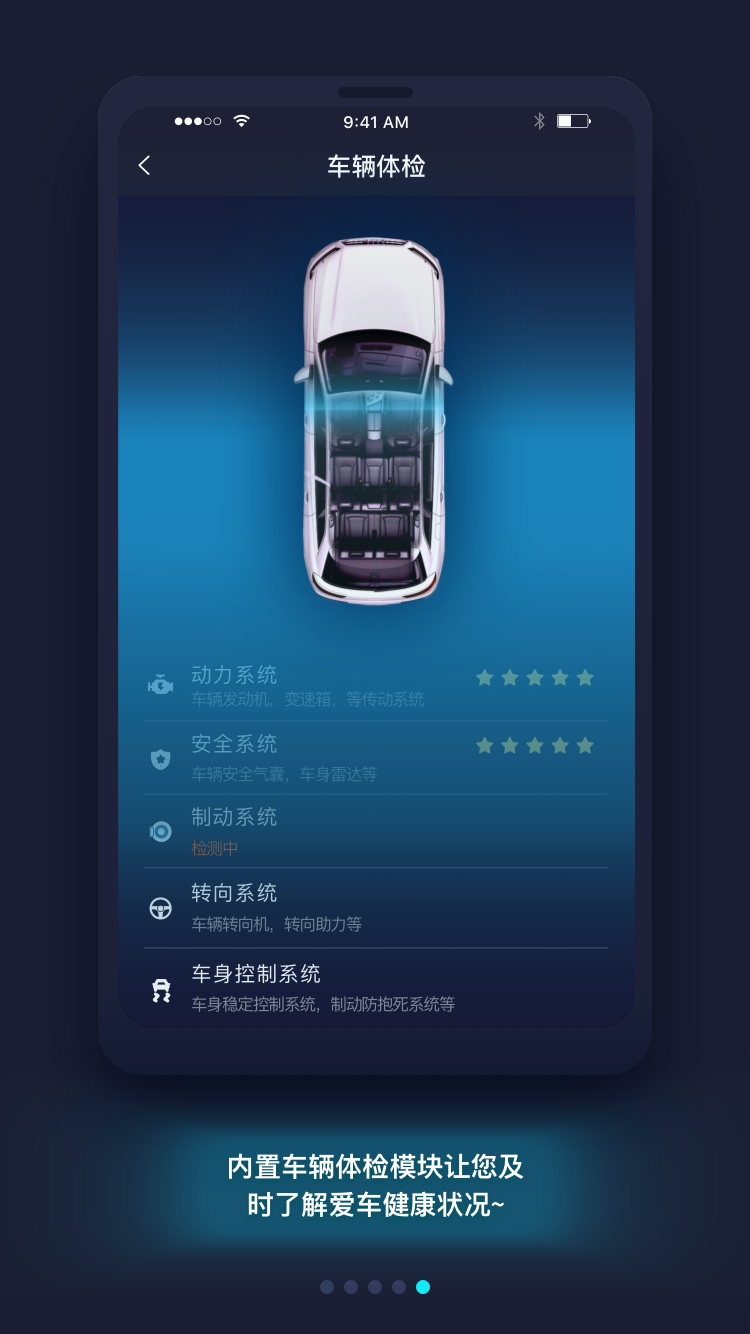 9:41 AM
车辆体检
动力系统
车辆发动机，变速箱，等传动系统
安全系统
车辆安全气囊，车身雷达等
制动系统
检测中
转向系统
车辆转向机，转向助力等
车身控制系统
车身稳定控制系统，制动防抱死系统等
内置车辆体检模块让您及
时了解爱车健康状况~